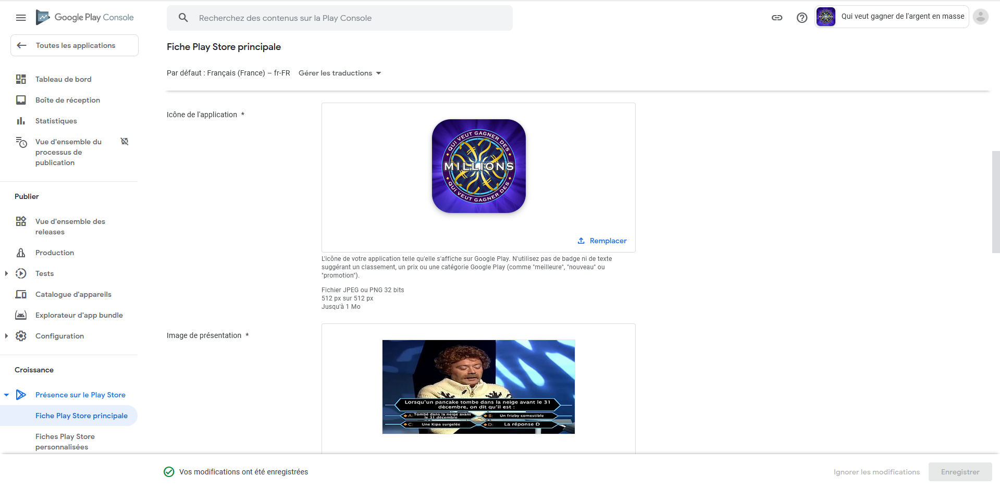 Google Play Console
Recherchez des contenus sur la Play Console
Qui veut gagner de l'argent en masse
Toutes les applications
Fiche Play Store principale
Par défaut : Français (France) – fr-FR
Gérer les traductions
Tableau de bord
Boîte de réception
Statistiques
Vue d'ensemble du
processus de
publication
Publier
Vue d'ensemble des
releases
Production
Tests
Catalogue d'appareils
Explorateur d'app bundle
Configuration
Croissance
Présence sur le Play Store
Fiche Play Store principale
Fiches Play Store
personnalisées
Icône de l'application *
QUI VEUT GAGNER DES
MILLIONS
QUI VEUT GAGNER DES
Remplacer
L'icône de votre application telle qu'elle s'affiche sur Google Play. N'utilisez pas de badge ni de texte
suggérant un classement, un prix ou une catégorie Google Play (comme "meilleure", "nouveau" ou
"promotion").
Fichier JPEG ou PNG 32 bits
512 px sur 512 px
Jusqu'à 1 Mo
Image de présentation *
Lorsqu'un pancake tombe dans la neige avant le 31
décembre, on dit qu'il est :
A: Tombé dans la neige avant
le 31 décembre
B: Un frizby comestible
C: Une Kipa surgelée
D: La réponse D
Vos modifications ont été enregistrées
Ignorer les modifications
Enregistrer